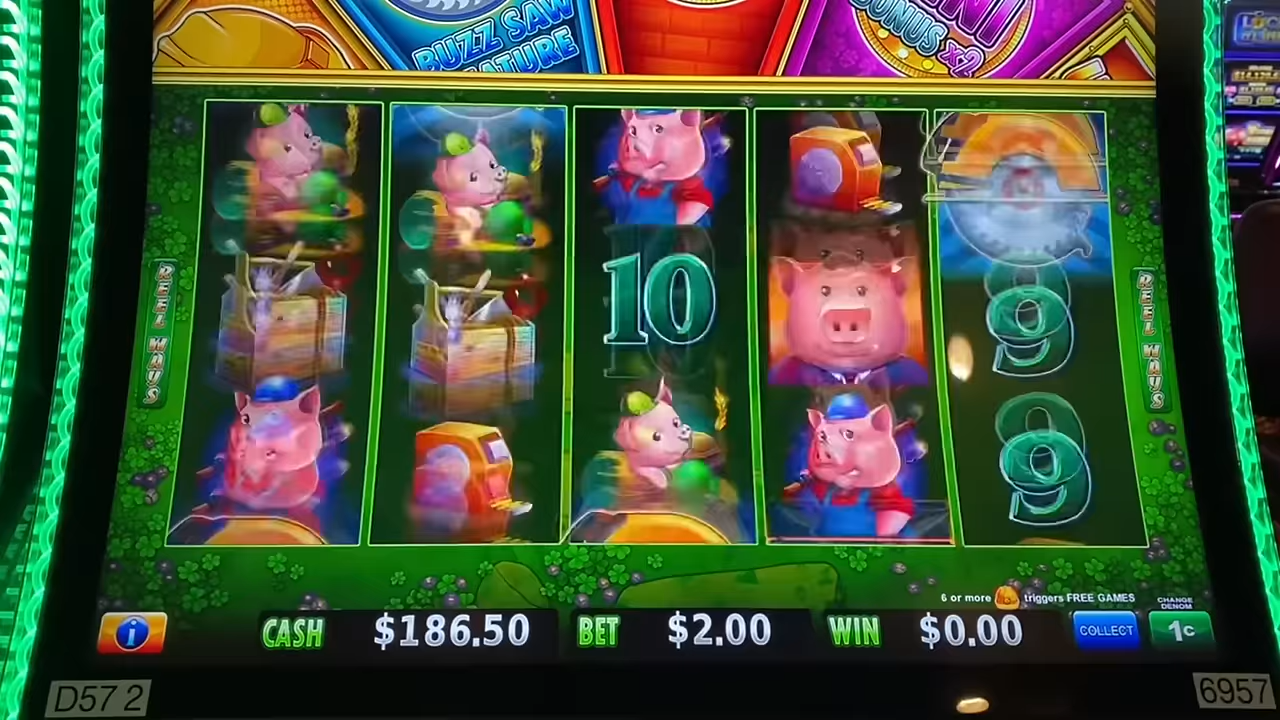 BUZZ SAW
FEATURE
MINI
BONUS x2
REEL WAYS
REEL WAYS
10
9
9
6 or more triggers FREE GAMES
CHANGE
DENOM
CASH $186.50 BET $2.00 WIN $0.00 COLLECT 1c
D57 2
6957